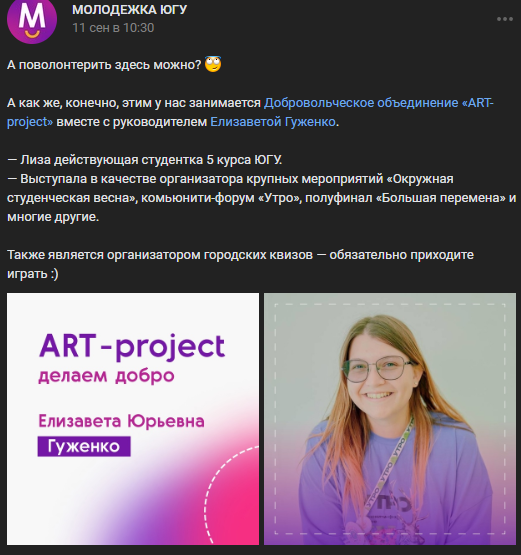 М
МОЛОДЕЖКА ЮГУ
11 сен в 10:30
А поволонтерить здесь можно? 😇
А как же, конечно, этим у нас занимается Добровольческое объединение «ART-
project» вместе с руководителем Елизаветой Гуженко.
— Лиза действующая студентка 5 курса ЮГУ.
— Выступала в качестве организатора крупных мероприятий «Окружная
студенческая весна», комьюнити-форум «Утро», полуфинал «Большая перемена» и
многие другие.
Также является организатором городских квизов — обязательно приходите
играть :)
ART-project
делаем добро
Елизавета Юрьевна
Гуженко